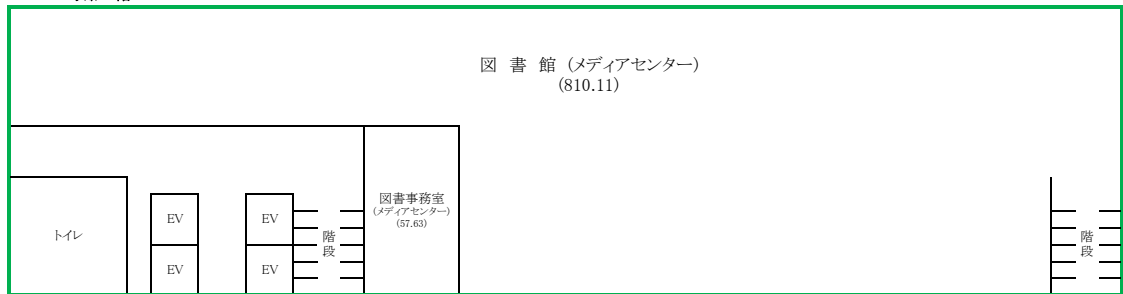 図 書 館 (メディアセンター)
(810.11)
図書事務室
(メディアセンター)
(57.63)
トイレ
EV
EV
EV
EV
階段
階段